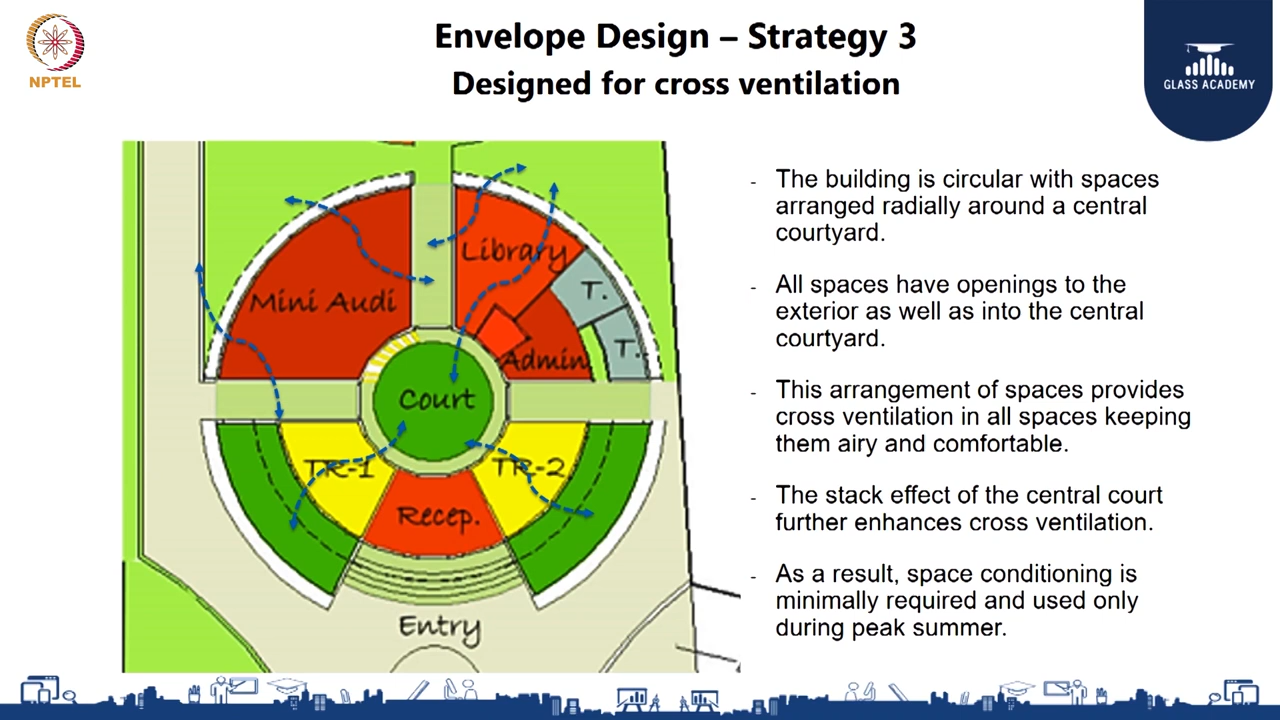 Envelope Design – Strategy 3
Designed for cross ventilation
NPTEL
GLASS ACADEMY
Mini Audi
Library
T.
T.
Admin
Court
TR-1
TR-2
Recep.
Entry
- The building is circular with spaces
arranged radially around a central
courtyard.
- All spaces have openings to the
exterior as well as into the central
courtyard.
- This arrangement of spaces provides
cross ventilation in all spaces keeping
them airy and comfortable.
- The stack effect of the central court
further enhances cross ventilation.
- As a result, space conditioning is
minimally required and used only
during peak summer.